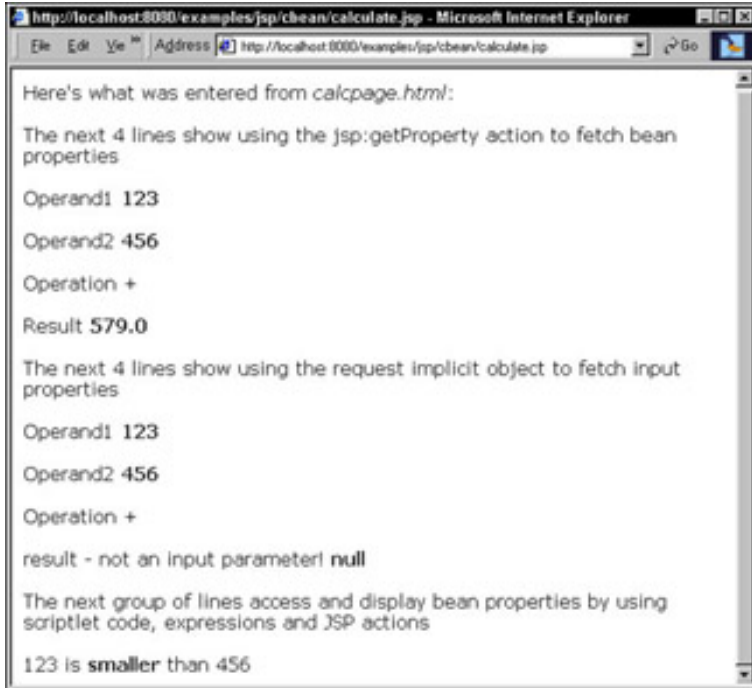 http://localhost:8080/examples/jsp/cbean/calculate.jsp - Microsoft Internet Explorer
File Edit Vie » Address http://localhost:8080/examples/jsp/cbean/calculate.jsp Go
Here's what was entered from calcpage.html:
The next 4 lines show using the jsp:getProperty action to fetch bean
properties
Operand1 123
Operand2 456
Operation +
Result 579.0
The next 4 lines show using the request implicit object to fetch input
properties
Operand1 123
Operand2 456
Operation +
result - not an input parameter! null
The next group of lines access and display bean properties by using
scriptlet code, expressions and JSP actions
123 is smaller than 456